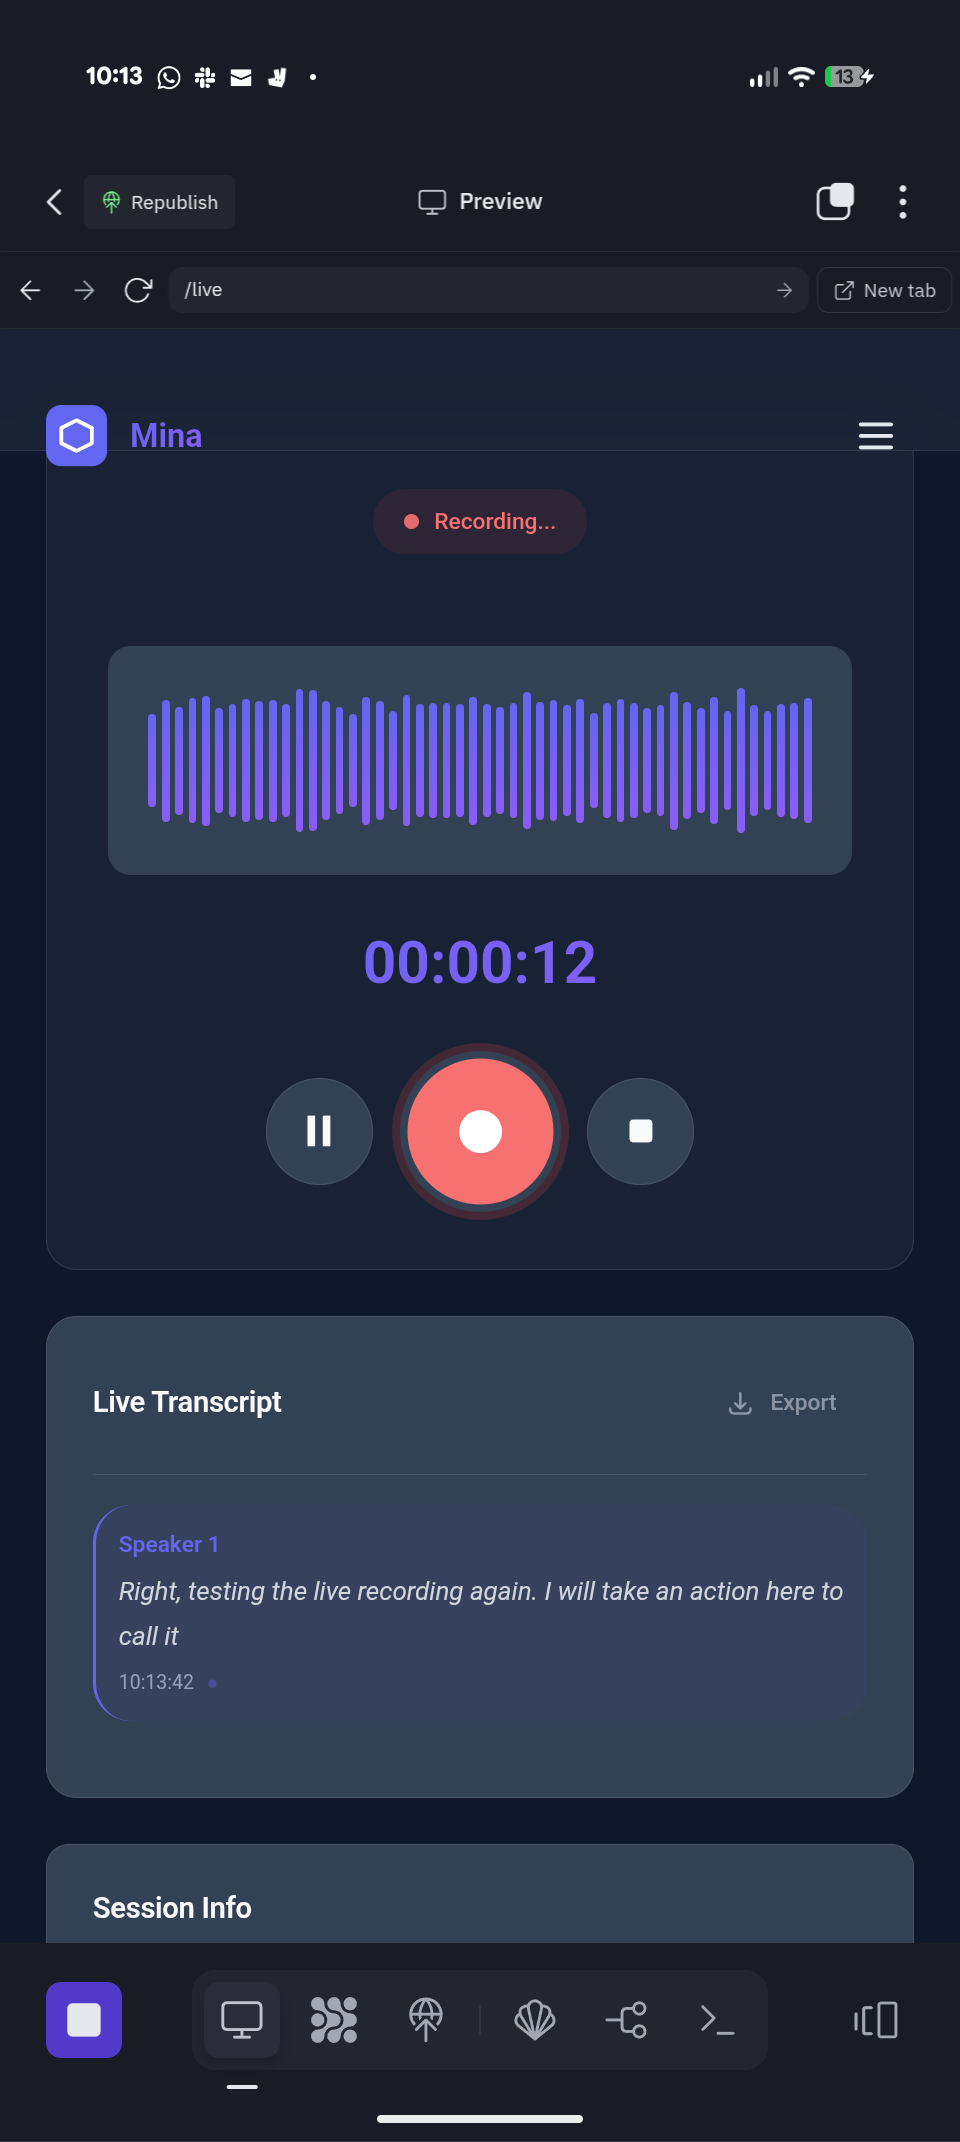 10:13
13
Republish
Preview
/live
New tab
Mina
Recording...
00:00:12
Live Transcript
Export
Speaker 1
Right, testing the live recording again. I will take an action here to
call it
10:13:42
Session Info